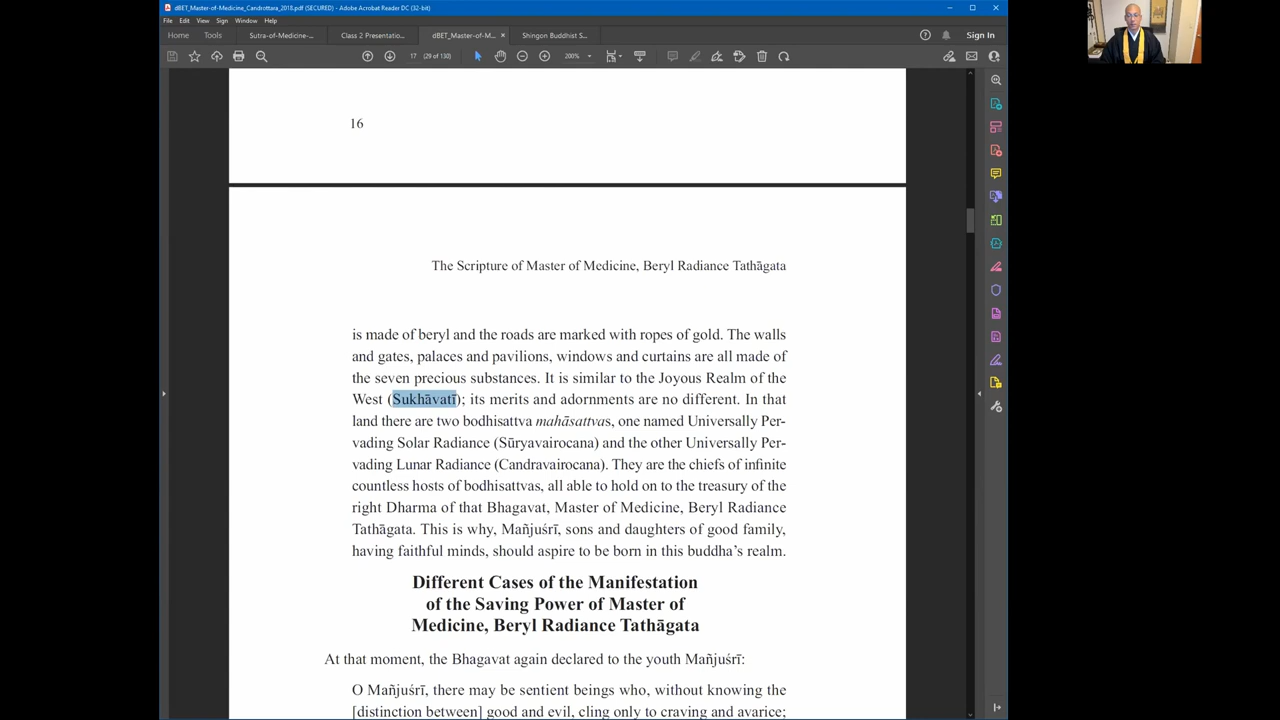 dBET_Master-of-Medicine_Candrottara_2018.pdf (SECURED) - Adobe Acrobat Reader DC (32-bit)
File Edit View Sign Window Help
Home Tools Sutra-of-Medicine-... Class 2 Presentatio... dBET_Master-of-M... × Shingon Buddhist S... Sign In
17 (29 of 130) 200%
16
The Scripture of Master of Medicine, Beryl Radiance Tathāgata
is made of beryl and the roads are marked with ropes of gold. The walls
and gates, palaces and pavilions, windows and curtains are all made of
the seven precious substances. It is similar to the Joyous Realm of the
West (Sukhāvatī); its merits and adornments are no different. In that
land there are two bodhisattva mahāsattvas, one named Universally Per-
vading Solar Radiance (Sūryavairocana) and the other Universally Per-
vading Lunar Radiance (Candravairocana). They are the chiefs of infinite
countless hosts of bodhisattvas, all able to hold on to the treasury of the
right Dharma of that Bhagavat, Master of Medicine, Beryl Radiance
Tathāgata. This is why, Mañjuśrī, sons and daughters of good family,
having faithful minds, should aspire to be born in this buddha's realm.
Different Cases of the Manifestation
of the Saving Power of Master of
Medicine, Beryl Radiance Tathāgata
At that moment, the Bhagavat again declared to the youth Mañjuśrī:
O Mañjuśrī, there may be sentient beings who, without knowing the
[distinction between] good and evil, cling only to craving and avarice;